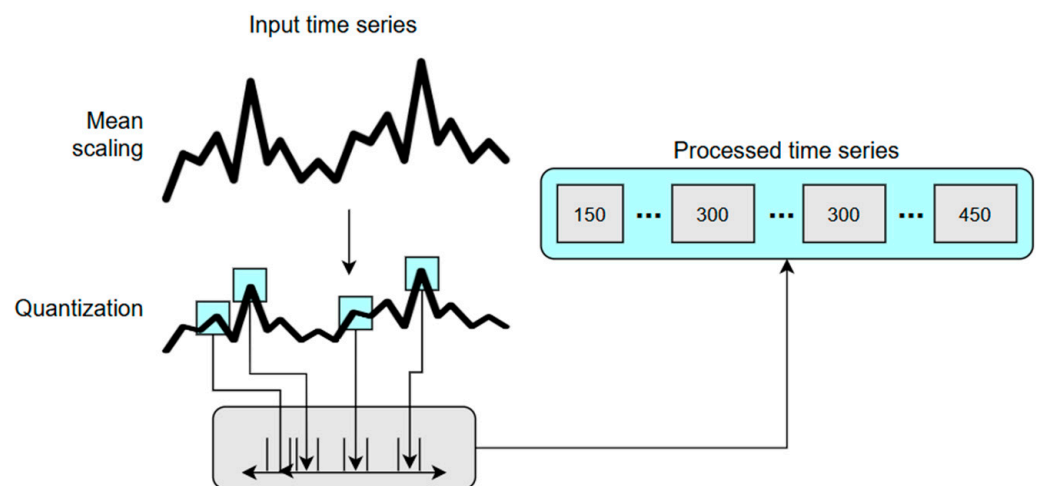 Input time series
Mean
scaling
Processed time series
150 ... 300 ... 300 ... 450
Quantization